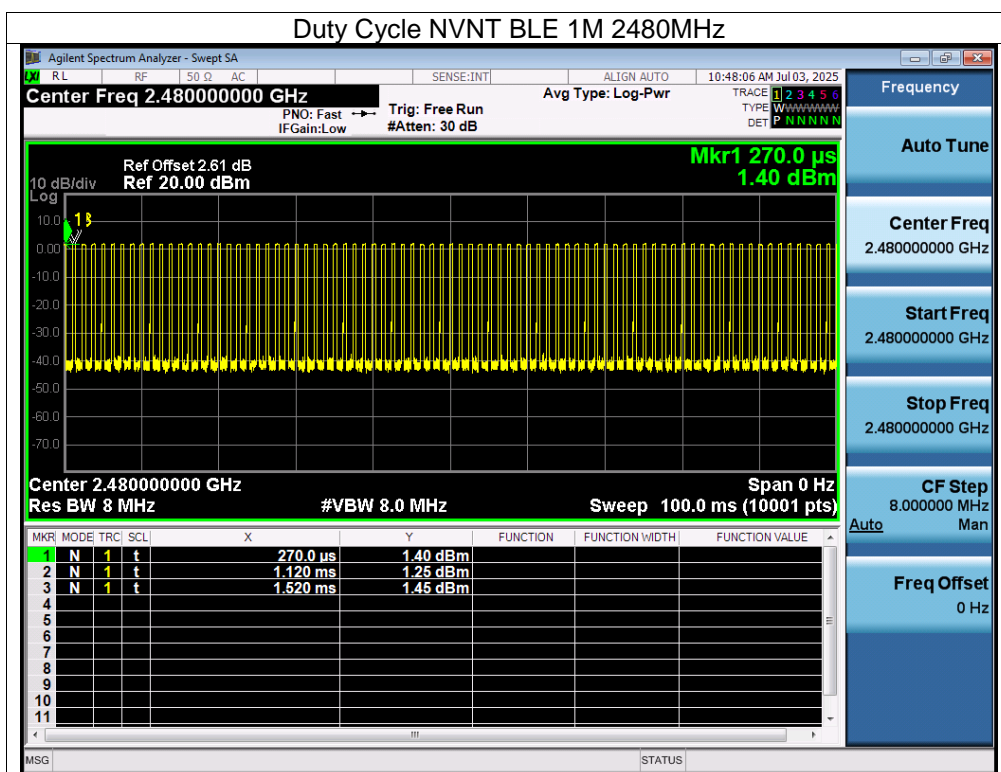 Duty Cycle NVNT BLE 1M 2480MHz
Agilent Spectrum Analyzer - Swept SA
LXI RL RF 50 Ω AC SENSE:INT ALIGN AUTO 10:48:06 AM Jul 03, 2025
Center Freq 2.480000000 GHz Avg Type: Log-Pwr TRACE 1 2 3 4 5 6
PNO: Fast Trig: Free Run TYPE WWWWWW
IFGain:Low #Atten: 30 dB DET P N N N N N
Frequency
Mkr1 270.0 µs
Ref Offset 2.61 dB
10 dB/div Ref 20.00 dBm 1.40 dBm
Log
10.0
0.00
-10.0
-20.0
-30.0
-40.0
-50.0
-60.0
-70.0
1
Center 2.480000000 GHz Span 0 Hz
Res BW 8 MHz #VBW 8.0 MHz Sweep 100.0 ms (10001 pts)
MKR MODE TRC SCL X Y FUNCTION FUNCTION WIDTH FUNCTION VALUE
1 N 1 t 270.0 µs 1.40 dBm
2 N 1 t 1.120 ms 1.25 dBm
3 N 1 t 1.520 ms 1.45 dBm
4
5
6
7
8
9
10
11
MSG STATUS
Auto Tune
Center Freq
2.480000000 GHz
Start Freq
2.480000000 GHz
Stop Freq
2.480000000 GHz
CF Step
8.000000 MHz
Auto Man
Freq Offset
0 Hz